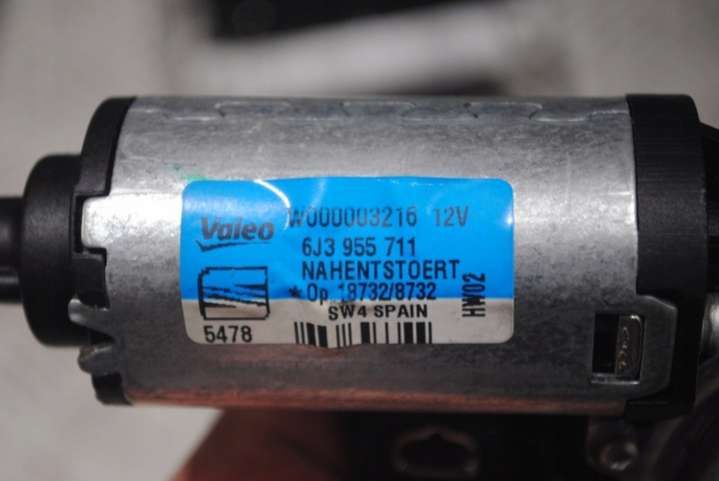 Valeo W000003216 12V
6J3 955 711
NAHENTSTOERT
* Op 18732/8732
SW4 SPAIN
5478
HW02